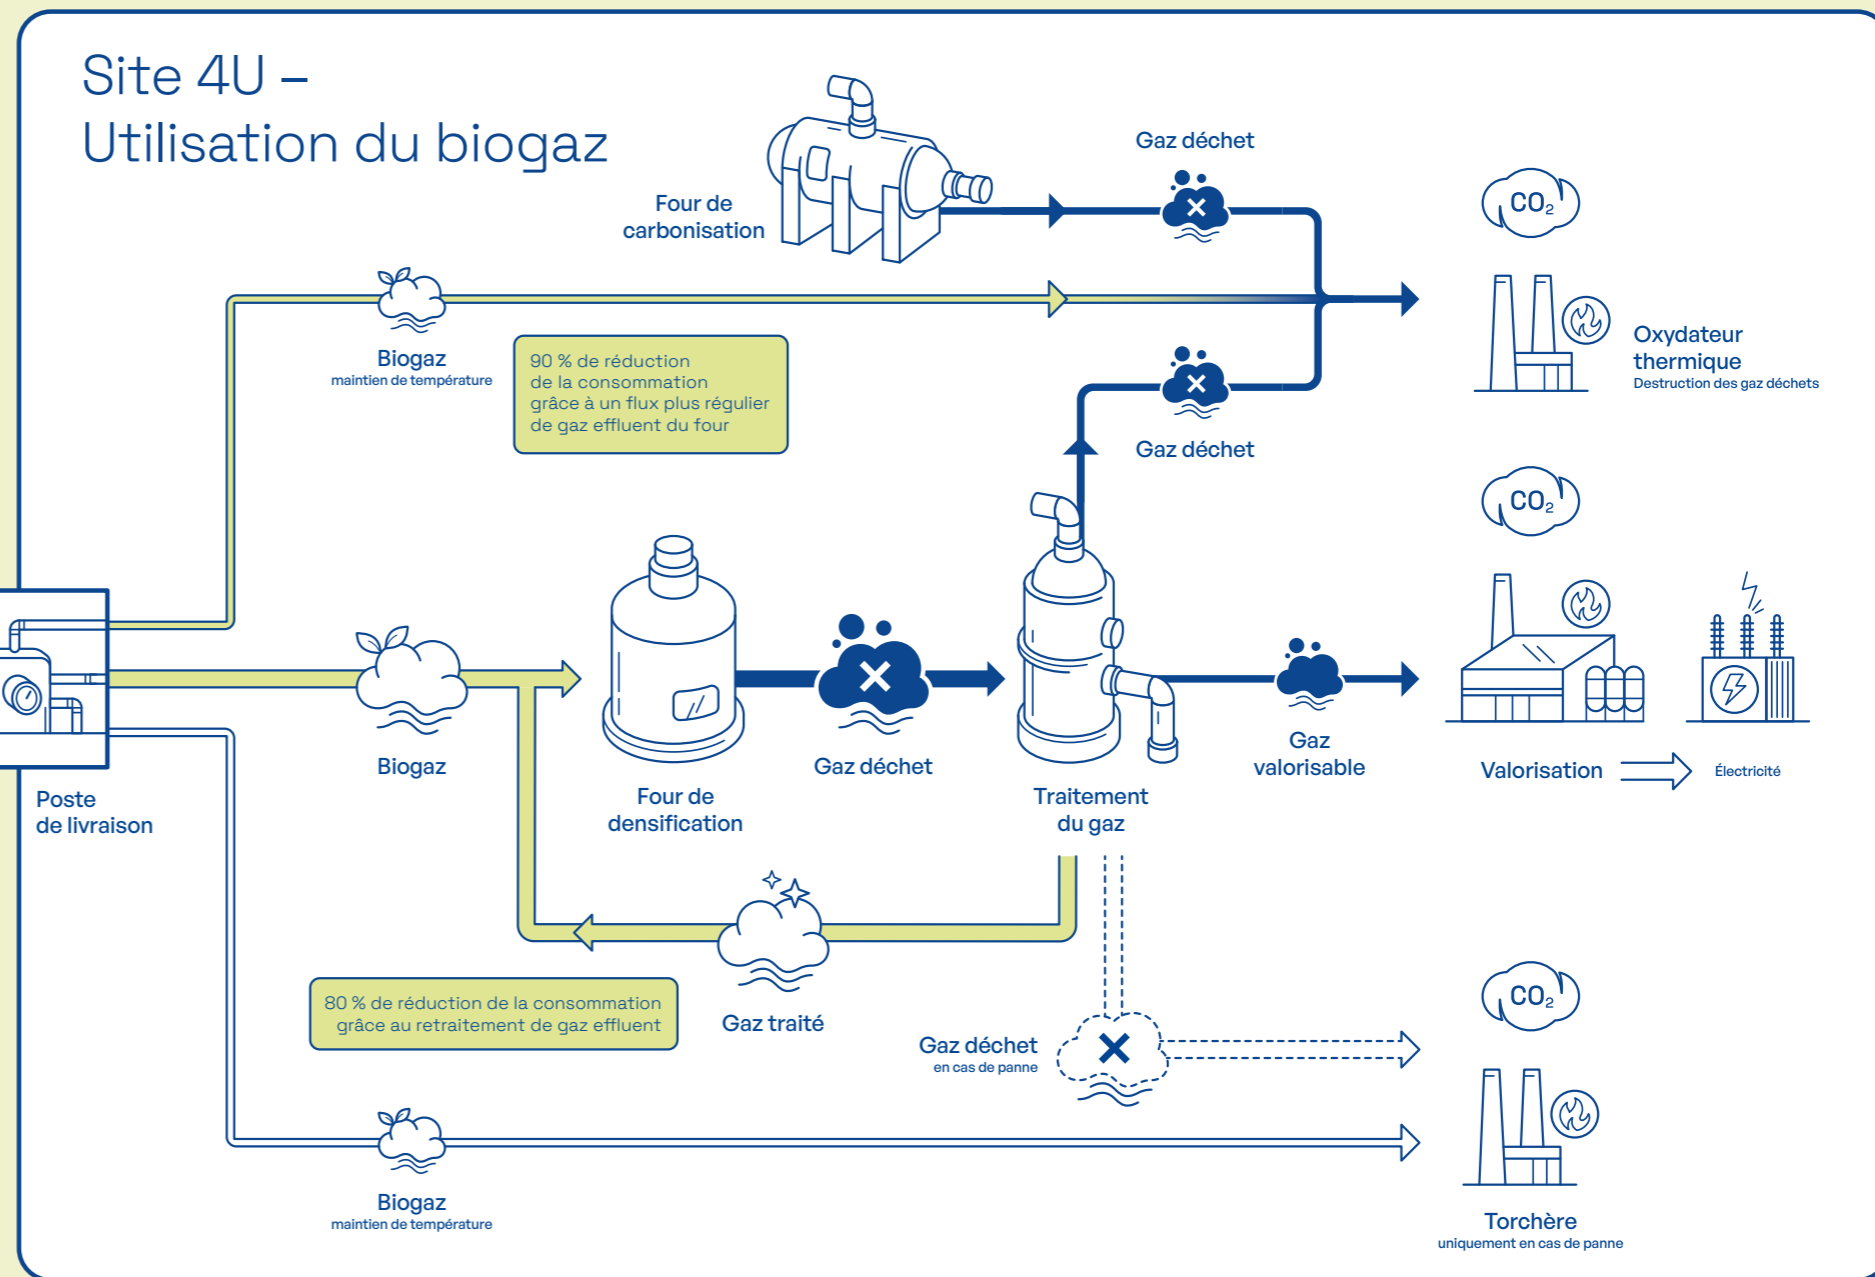 Site 4U –
Utilisation du biogaz
Four de
carbonisation
Gaz déchet
CO₂
Biogaz
maintien de température
90 % de réduction
de la consommation
grâce à un flux plus régulier
de gaz effluent du four
Gaz déchet
Oxydateur
thermique
Destruction des gaz déchets
CO₂
Poste
de livraison
Biogaz
Four de
densification
Gaz déchet
Traitement
du gaz
Gaz
valorisable
Valorisation
Électricité
80 % de réduction de la consommation
grâce au retraitement de gaz effluent
Gaz traité
Gaz déchet
en cas de panne
CO₂
Biogaz
maintien de température
Torchère
uniquement en cas de panne